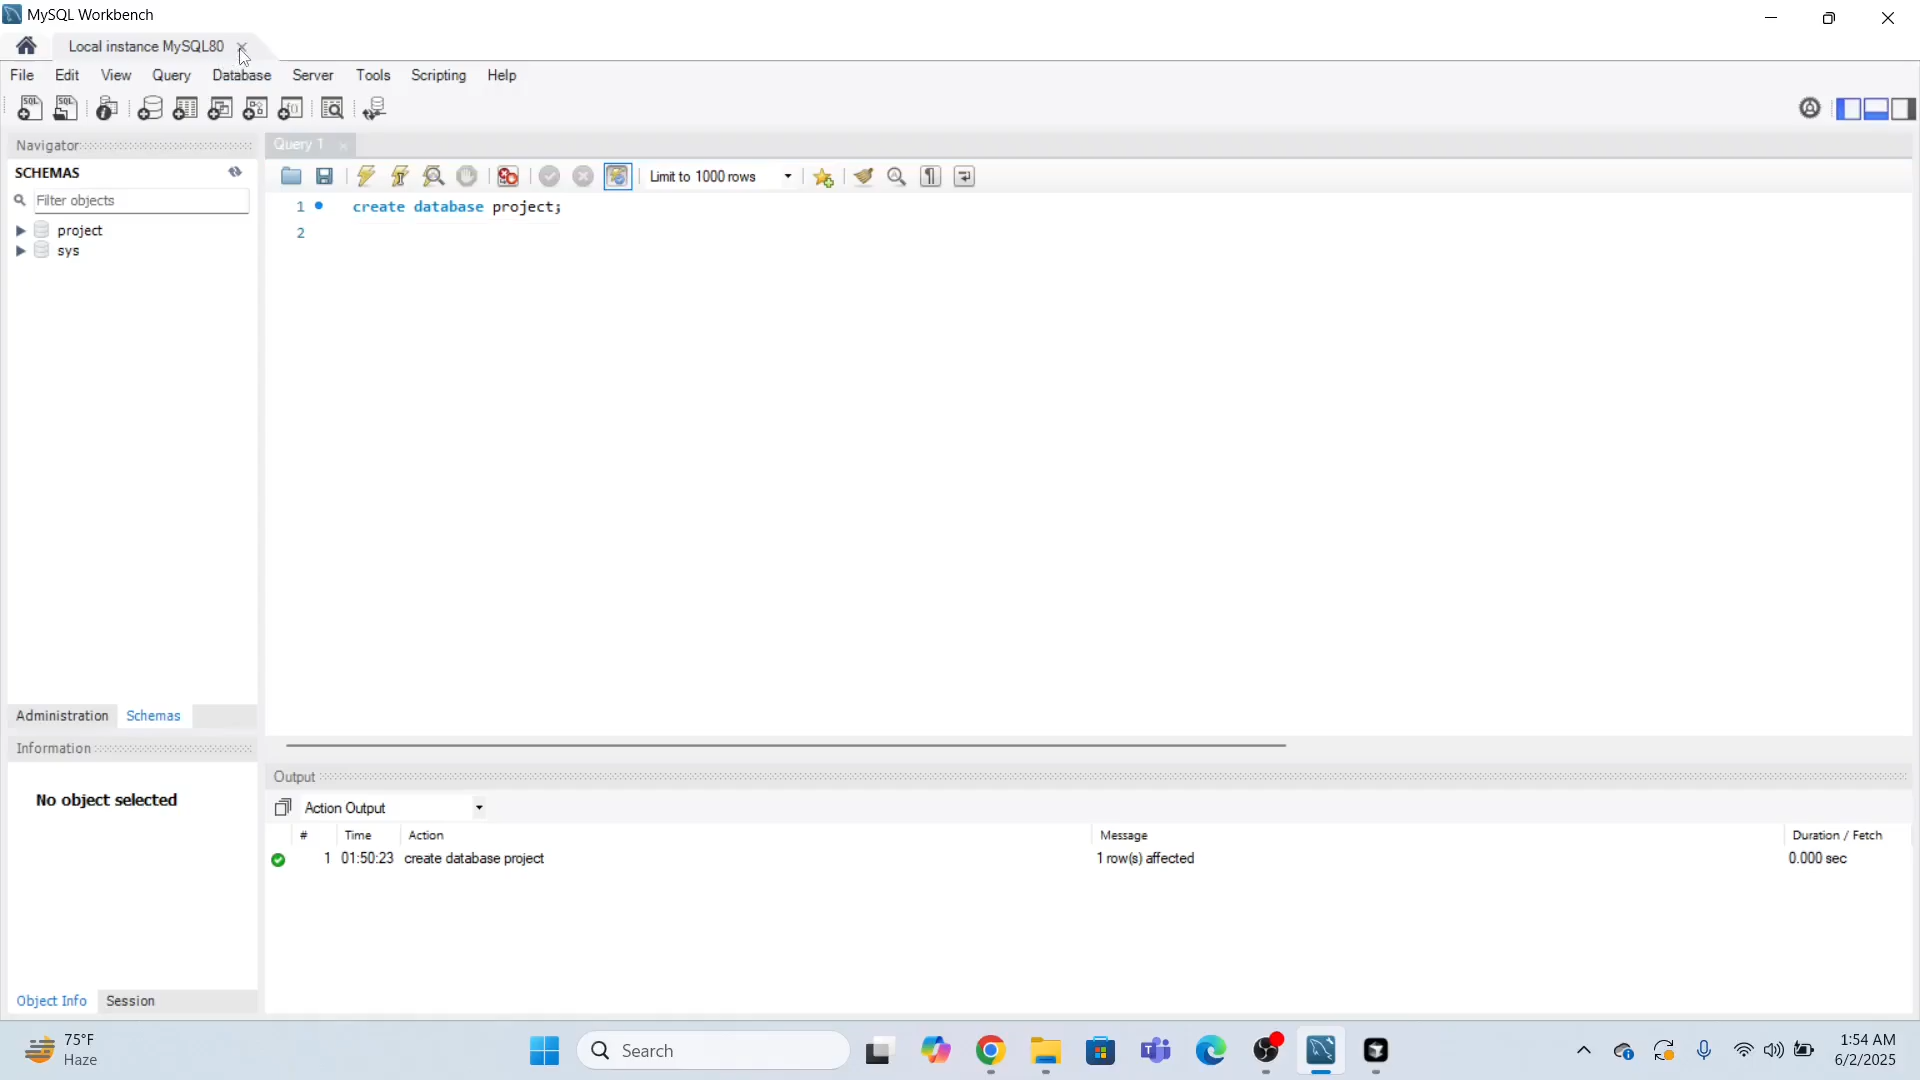 MySQL Workbench
Local instance MySQL80
File Edit View Query Database Server Tools Scripting Help
Navigator
Query 1
SCHEMAS
Limit to 1000 rows
Filter objects
1 create database project;
2
project
sys
Administration Schemas
Information
No object selected
Output
Action Output
# Time Action Message Duration / Fetch
1 01:50:23 create database project 1 row(s) affected 0.000 sec
Object Info Session
75°F
Haze
Search
1:54 AM
6/2/2025